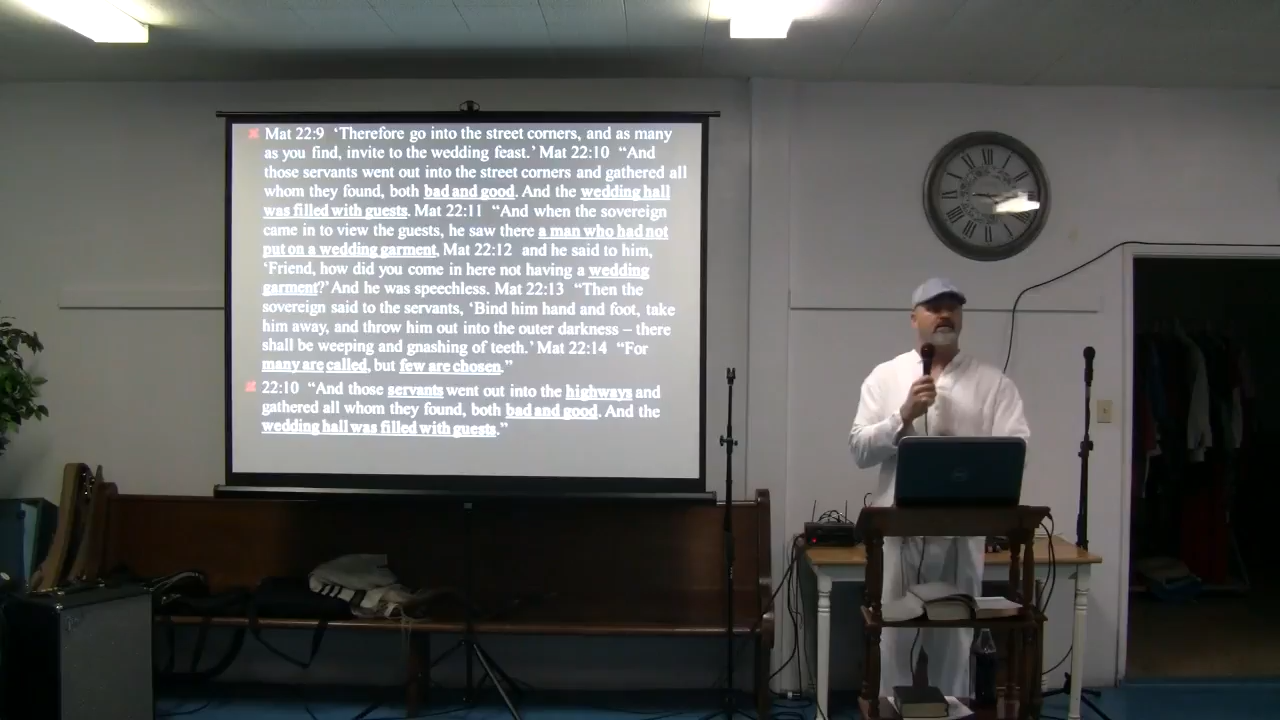 Mat 22:9 ‘Therefore go into the street corners, and as many
as you find, invite to the wedding feast.’ Mat 22:10 “And
those servants went out into the street corners and gathered all
whom they found, both bad and good. And the wedding hall
was filled with guests. Mat 22:11 “And when the sovereign
came in to view the guests, he saw there a man who had not
put on a wedding garment, Mat 22:12 and he said to him,
‘Friend, how did you come in here not having a wedding
garment?’ And he was speechless. Mat 22:13 “Then the
sovereign said to the servants, ‘Bind him hand and foot, take
him away, and throw him out into the outer darkness – there
shall be weeping and gnashing of teeth.’ Mat 22:14 “For
many are called, but few are chosen.”
22:10 “And those servants went out into the highways and
gathered all whom they found, both bad and good. And the
wedding hall was filled with guests.”